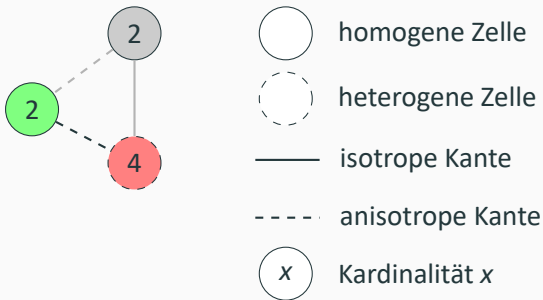 2
2
4
homogene Zelle
heterogene Zelle
isotrope Kante
anisotrope Kante
x Kardinalität x